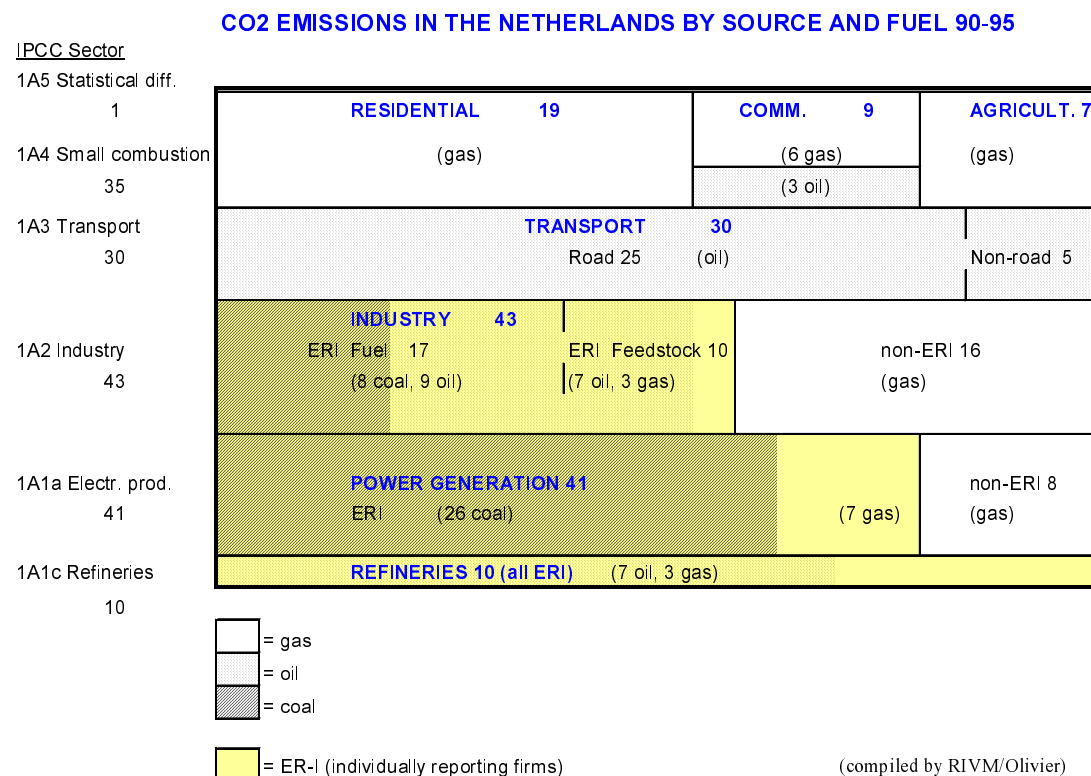 CO2 EMISSIONS IN THE NETHERLANDS BY SOURCE AND FUEL 90-95
IPCC Sector
1A5 Statistical diff.
1
RESIDENTIAL 19
COMM. 9
AGRICULT. 7
1A4 Small combustion
(gas)
(6 gas)
(gas)
35
(3 oil)
1A3 Transport
TRANSPORT 30
30
Road 25 (oil)
Non-road 5
INDUSTRY 43
1A2 Industry
ERI Fuel 17
ERI Feedstock 10
non-ERI 16
43
(8 coal, 9 oil)
(7 oil, 3 gas)
(gas)
1A1a Electr. prod.
POWER GENERATION 41
non-ERI 8
41
ERI (26 coal)
(7 gas)
(gas)
1A1c Refineries
REFINERIES 10 (all ERI) (7 oil, 3 gas)
10
= gas
= oil
= coal
= ER-I (individually reporting firms)
(compiled by RIVM/Olivier)